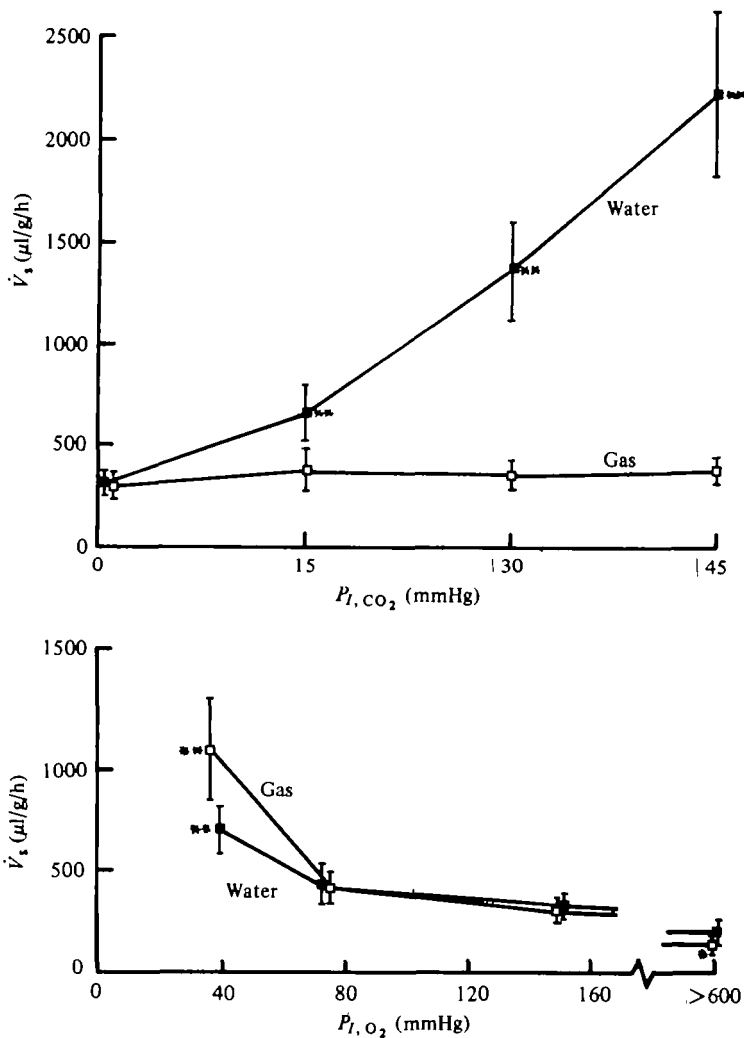 2500
2000
1500
1000
500
0
V̇s (μl/g/h)
Water
**
**
**
Gas
0 15 30 45
PI,CO2 (mmHg)
1500
1000
500
0
V̇s (μl/g/h)
**
Gas
**
Water
*
0 40 80 120 160 >600
PI,O2 (mmHg)